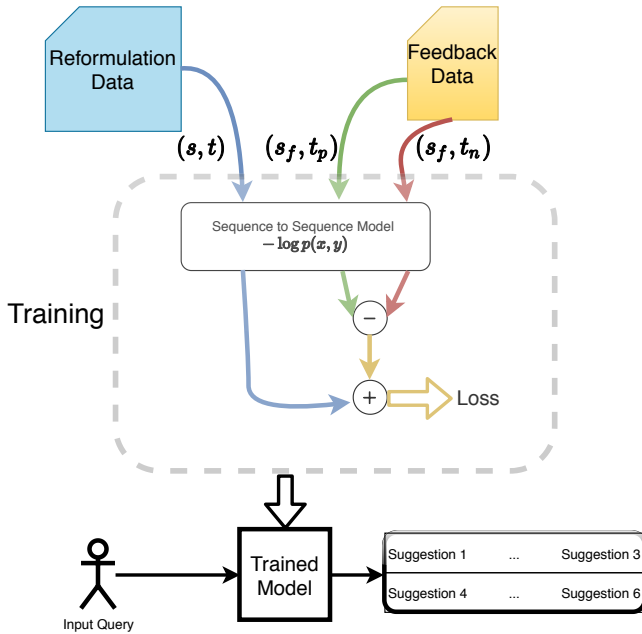 Reformulation
Data
Feedback
Data
(s, t)
(s_f, t_p)
(s_f, t_n)
Sequence to Sequence Model
− log p(x, y)
Training
−
+
Loss
Trained
Model
Suggestion 1 ... Suggestion 3
Suggestion 4 ... Suggestion 6
Input Query